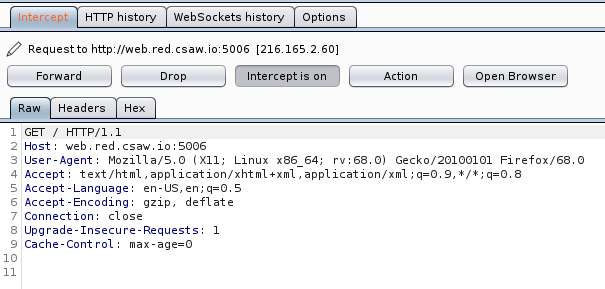 Intercept HTTP history WebSockets history Options
Request to http://web.red.csaw.io:5006 [216.165.2.60]
Forward Drop Intercept is on Action Open Browser
Raw Headers Hex
1 GET / HTTP/1.1
2 Host: web.red.csaw.io:5006
3 User-Agent: Mozilla/5.0 (X11; Linux x86_64; rv:68.0) Gecko/20100101 Firefox/68.0
4 Accept: text/html,application/xhtml+xml,application/xml;q=0.9,*/*;q=0.8
5 Accept-Language: en-US,en;q=0.5
6 Accept-Encoding: gzip, deflate
7 Connection: close
8 Upgrade-Insecure-Requests: 1
9 Cache-Control: max-age=0
10
11